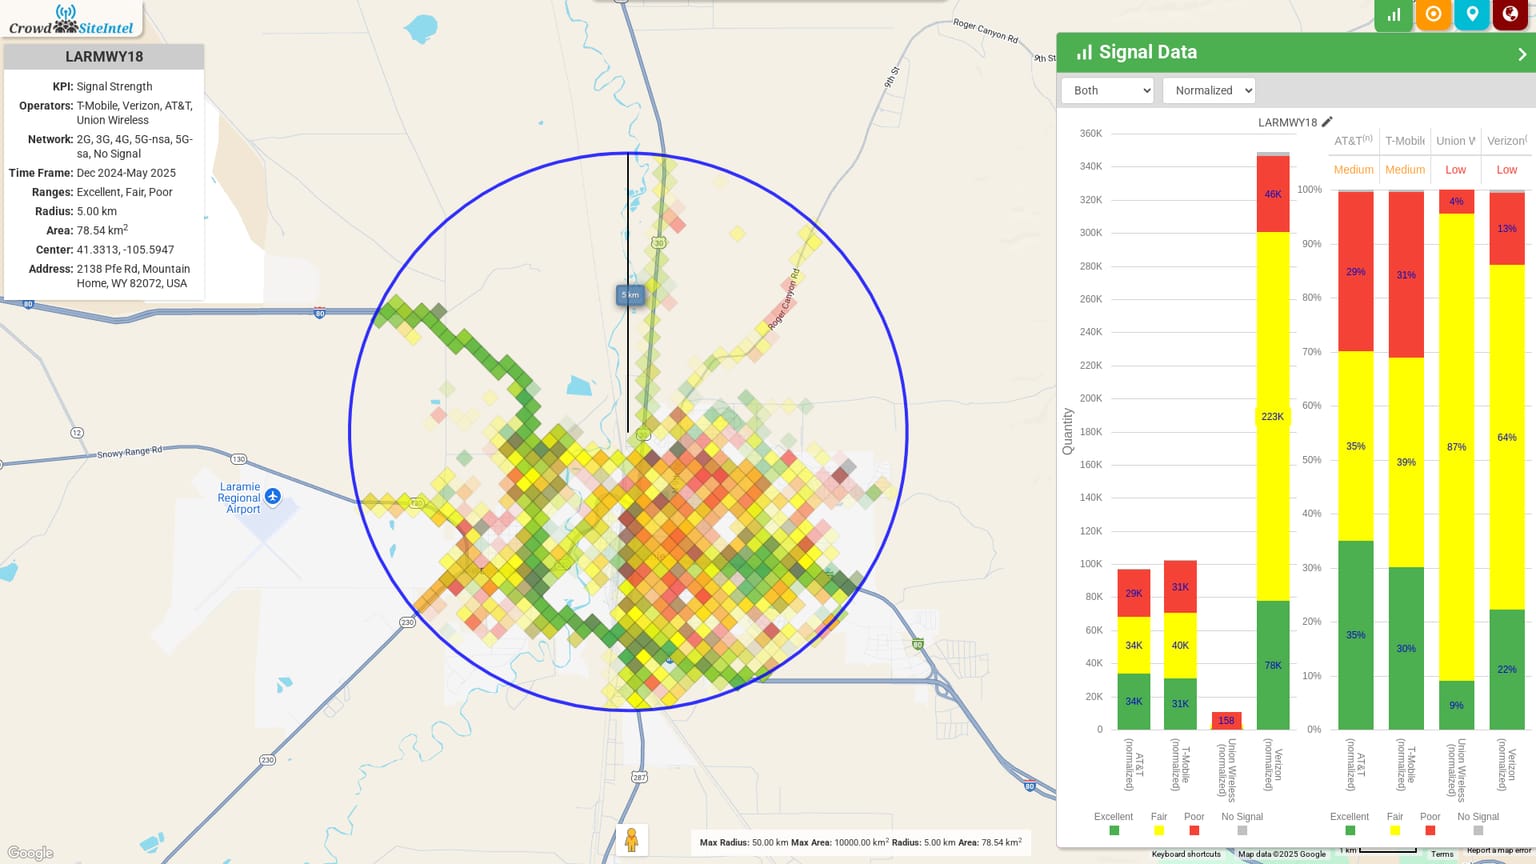 Crowd SiteIntel
LARMWY18
KPI: Signal Strength
Operators: T-Mobile, Verizon, AT&T,
Union Wireless
Network: 2G, 3G, 4G, 5G-nsa, 5G-
sa, No Signal
Time Frame: Dec 2024-May 2025
Ranges: Excellent, Fair, Poor
Radius: 5.00 km
Area: 78.54 km²
Center: 41.3313, -105.5947
Address: 2138 Pfe Rd, Mountain
Home, WY 82072, USA
Roger Canyon Rd
9th St
9th St
30
5 km
Roger Canyon Rd
80
80
12
Snowy Range Rd
130
Laramie
Regional
Airport
130
30
230
230
287
80
80
Google
Max Radius: 50.00 km Max Area: 10000.00 km² Radius: 5.00 km Area: 78.54 km²
Signal Data
Both
Normalized
LARMWY18
Quantity
360K
340K
320K
300K
280K
260K
240K
220K
200K
180K
160K
140K
120K
100K
80K
60K
40K
20K
0
29K
34K
34K
31K
40K
31K
158
46K
223K
78K
AT&T
(normalized)
T-Mobile
(normalized)
Union Wireless
(normalized)
Verizon
(normalized)
Excellent
Fair
Poor
No Signal
AT&T(n)
T-Mobile
Union W
Verizon(
Medium
Medium
Low
Low
100%
90%
80%
70%
60%
50%
40%
30%
20%
10%
0%
29%
35%
35%
31%
39%
30%
4%
87%
9%
13%
64%
22%
AT&T
(normalized)
T-Mobile
(normalized)
Union Wireless
(normalized)
Verizon
(normalized)
Excellent
Fair
Poor
No Signal
Keyboard shortcuts
Map data ©2025 Google
1 km
Terms
Report a map error